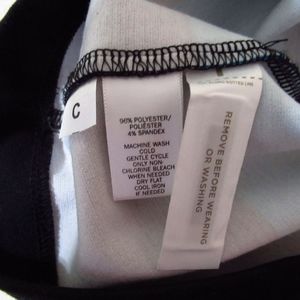 C
96% POLYESTER/
POLIÉSTER
4% SPANDEX
MACHINE WASH
COLD
GENTLE CYCLE
ONLY NON
CHLORINE BLEACH
WHEN NEEDED
DRY FLAT
COOL IRON
IF NEEDED
REMOVE BEFORE WEARING
OR WASHING